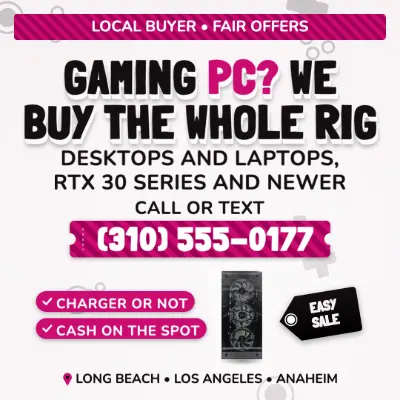 LOCAL BUYER • FAIR OFFERS
GAMING PC? WE
BUY THE WHOLE RIG
DESKTOPS AND LAPTOPS,
RTX 30 SERIES AND NEWER
CALL OR TEXT
(310) 555-0177
CHARGER OR NOT
CASH ON THE SPOT
EASY
SALE
LONG BEACH • LOS ANGELES • ANAHEIM